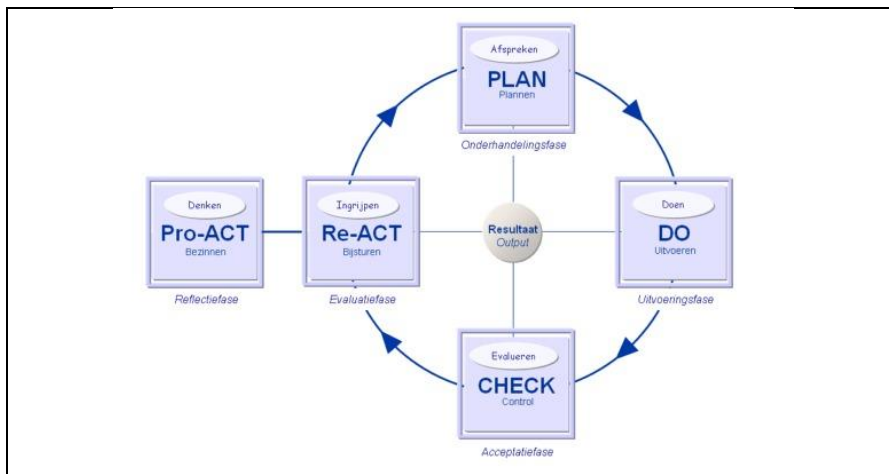 Afspreken
PLAN
Plannen
Onderhandelingsfase
Denken
Pro-ACT
Bezinnen
Reflectiefase
Ingrijpen
Re-ACT
Bijsturen
Evaluatiefase
Resultaat
Output
Doen
DO
Uitvoeren
Uitvoeringsfase
Evalueren
CHECK
Control
Acceptatiefase